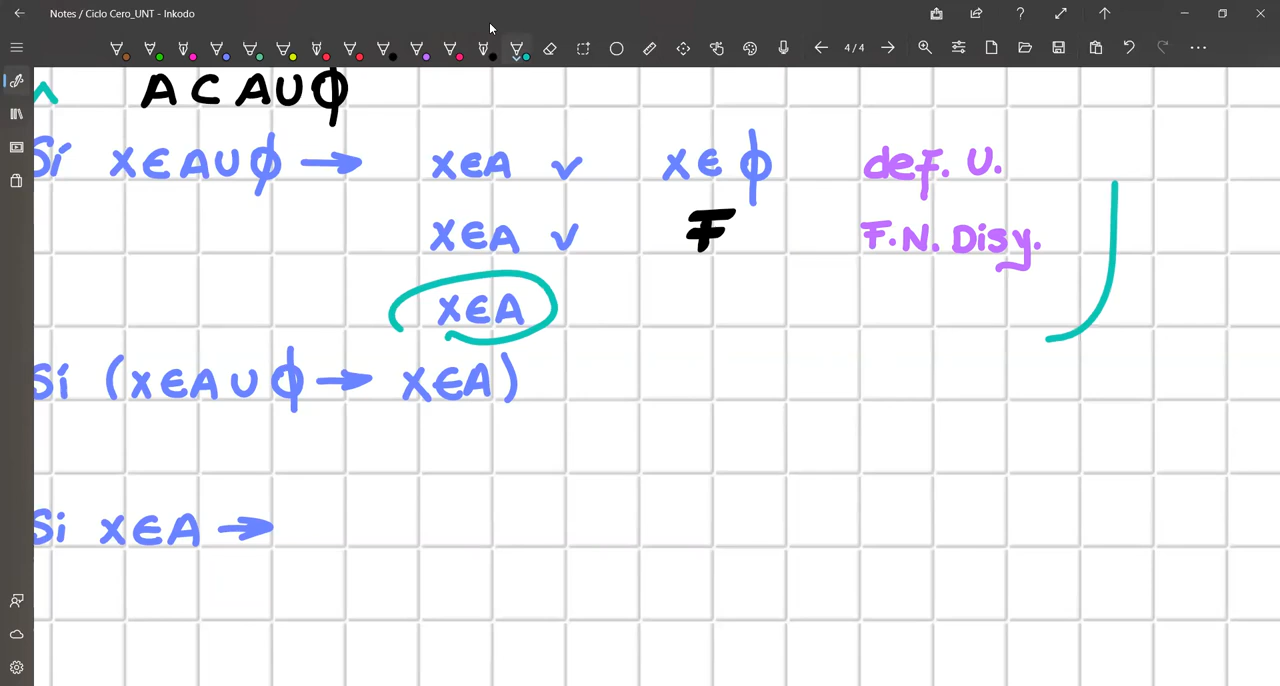 Notes / Ciclo Cero_UNT - Inkodo
4 / 4
∧ A ⊂ A ∪ ϕ
Sí x ∈ A ∪ ϕ → x ∈ A ∨ x ∈ ϕ def. U.
x ∈ A ∨ F F.N. Disy.
x ∈ A
Sí (x ∈ A ∪ ϕ → x ∈ A)
Si x ∈ A →